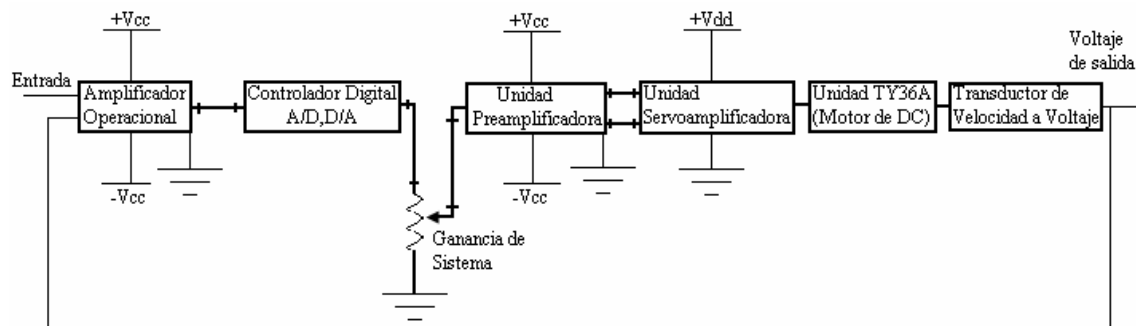 +Vcc
+Vcc
+Vdd
Voltaje
de salida
Entrada
Amplificador
Operacional
Controlador Digital
A/D,D/A
Unidad
Preamplificadora
Unidad
Servoamplificadora
Unidad TY36A
(Motor de DC)
Transductor de
Velocidad a Voltaje
-Vcc
-Vcc
Ganancia de
Sistema